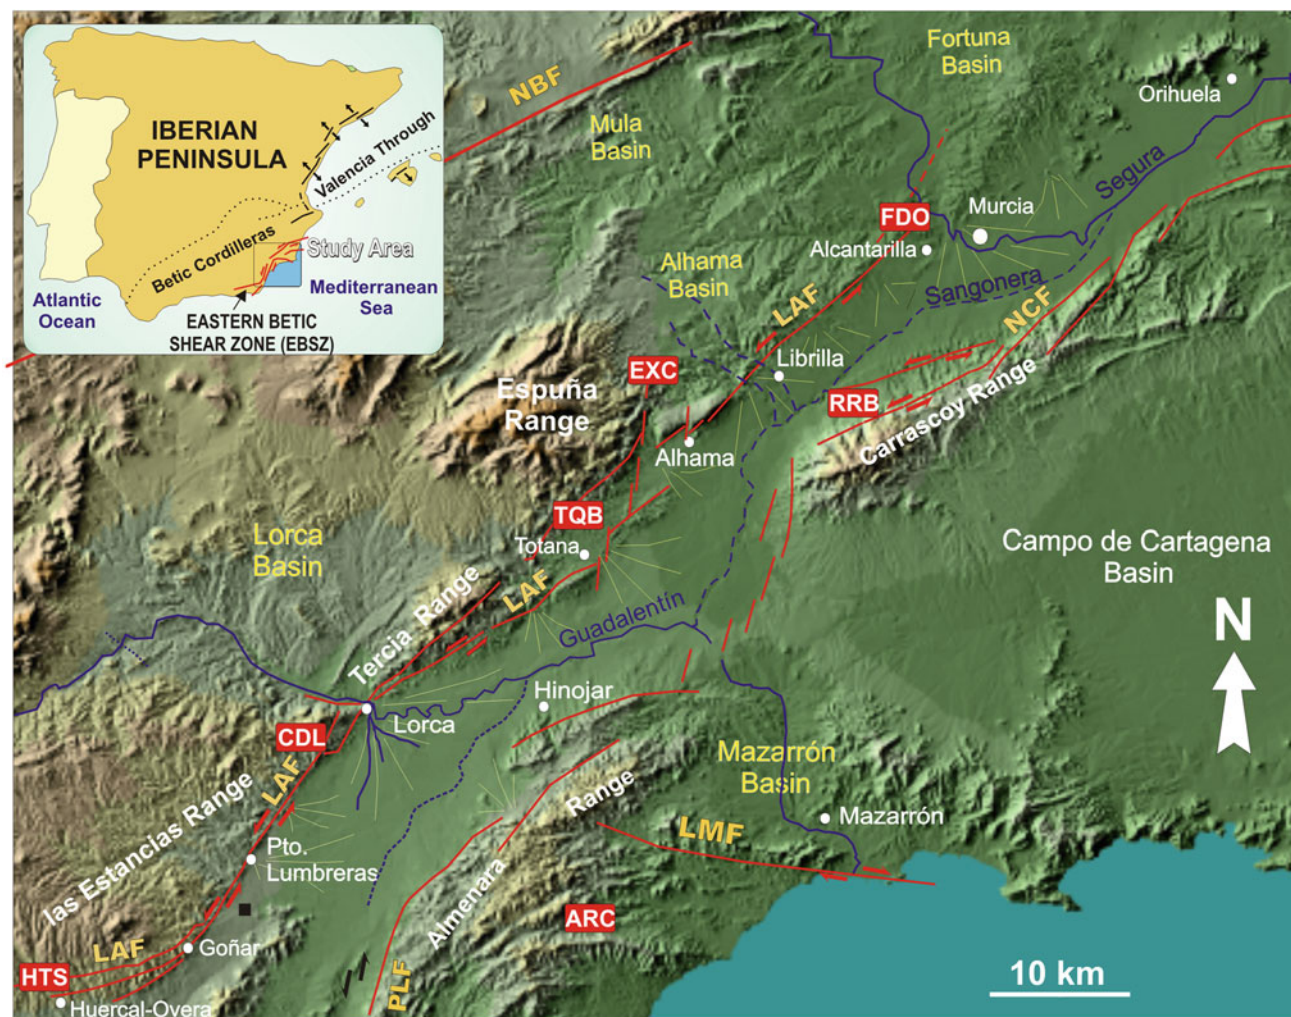 IBERIAN
PENINSULA
Valencia Through
Betic Cordilleras
Study Area
Atlantic
Ocean
Mediterranean
Sea
EASTERN BETIC
SHEAR ZONE (EBSZ)
NBF
Fortuna
Basin
Orihuela
Mula
Basin
Segura
FDO
Murcia
Alcantarilla
Alhama
Basin
Sangonera
LAF
NCF
Librilla
EXC
Espuña
Range
RRB
Carrascoy Range
Alhama
TQB
Totana
Lorca
Basin
Campo de Cartagena
Basin
LAF
Tercia Range
Guadalentín
N
Hinojar
Lorca
CDL
LAF
Mazarrón
Basin
las Estancias Range
Almenara Range
Mazarrón
LMF
Pto.
Lumbreras
ARC
LAF
Goñar
HTS
PLF
10 km
Huercal-Overa